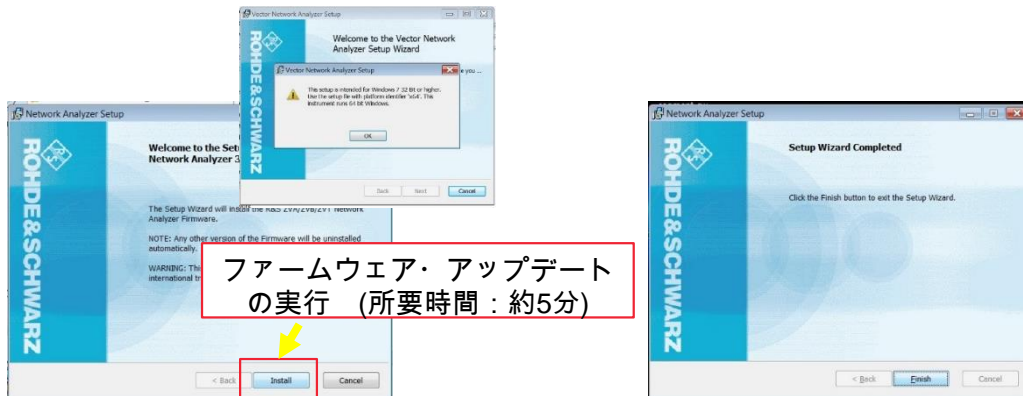 Vector Network Analyzer Setup
ROHDE&SCHWARZ
Welcome to the Vector Network
Analyzer Setup Wizard
Vector Network Analyzer Setup
This setup is intended for Windows 7 32 Bit or higher.
Use the setup file with platform identifier 'x64'. This
instrument runs 64 bit Windows.
OK
Back
Next
Cancel
Network Analyzer Setup
ROHDE&SCHWARZ
Welcome to the Set
Network Analyzer 3
The Setup Wizard will install the R&S ZVA/ZVB/ZVT Network
Analyzer Firmware.
NOTE: Any other version of the Firmware will be uninstalled
automatically.
WARNING: Thi
international tr
ファームウェア・アップデート
の実行 (所要時間:約5分)
< Back
Install
Cancel
Network Analyzer Setup
ROHDE&SCHWARZ
Setup Wizard Completed
Click the Finish button to exit the Setup Wizard.
< Back
Finish
Cancel